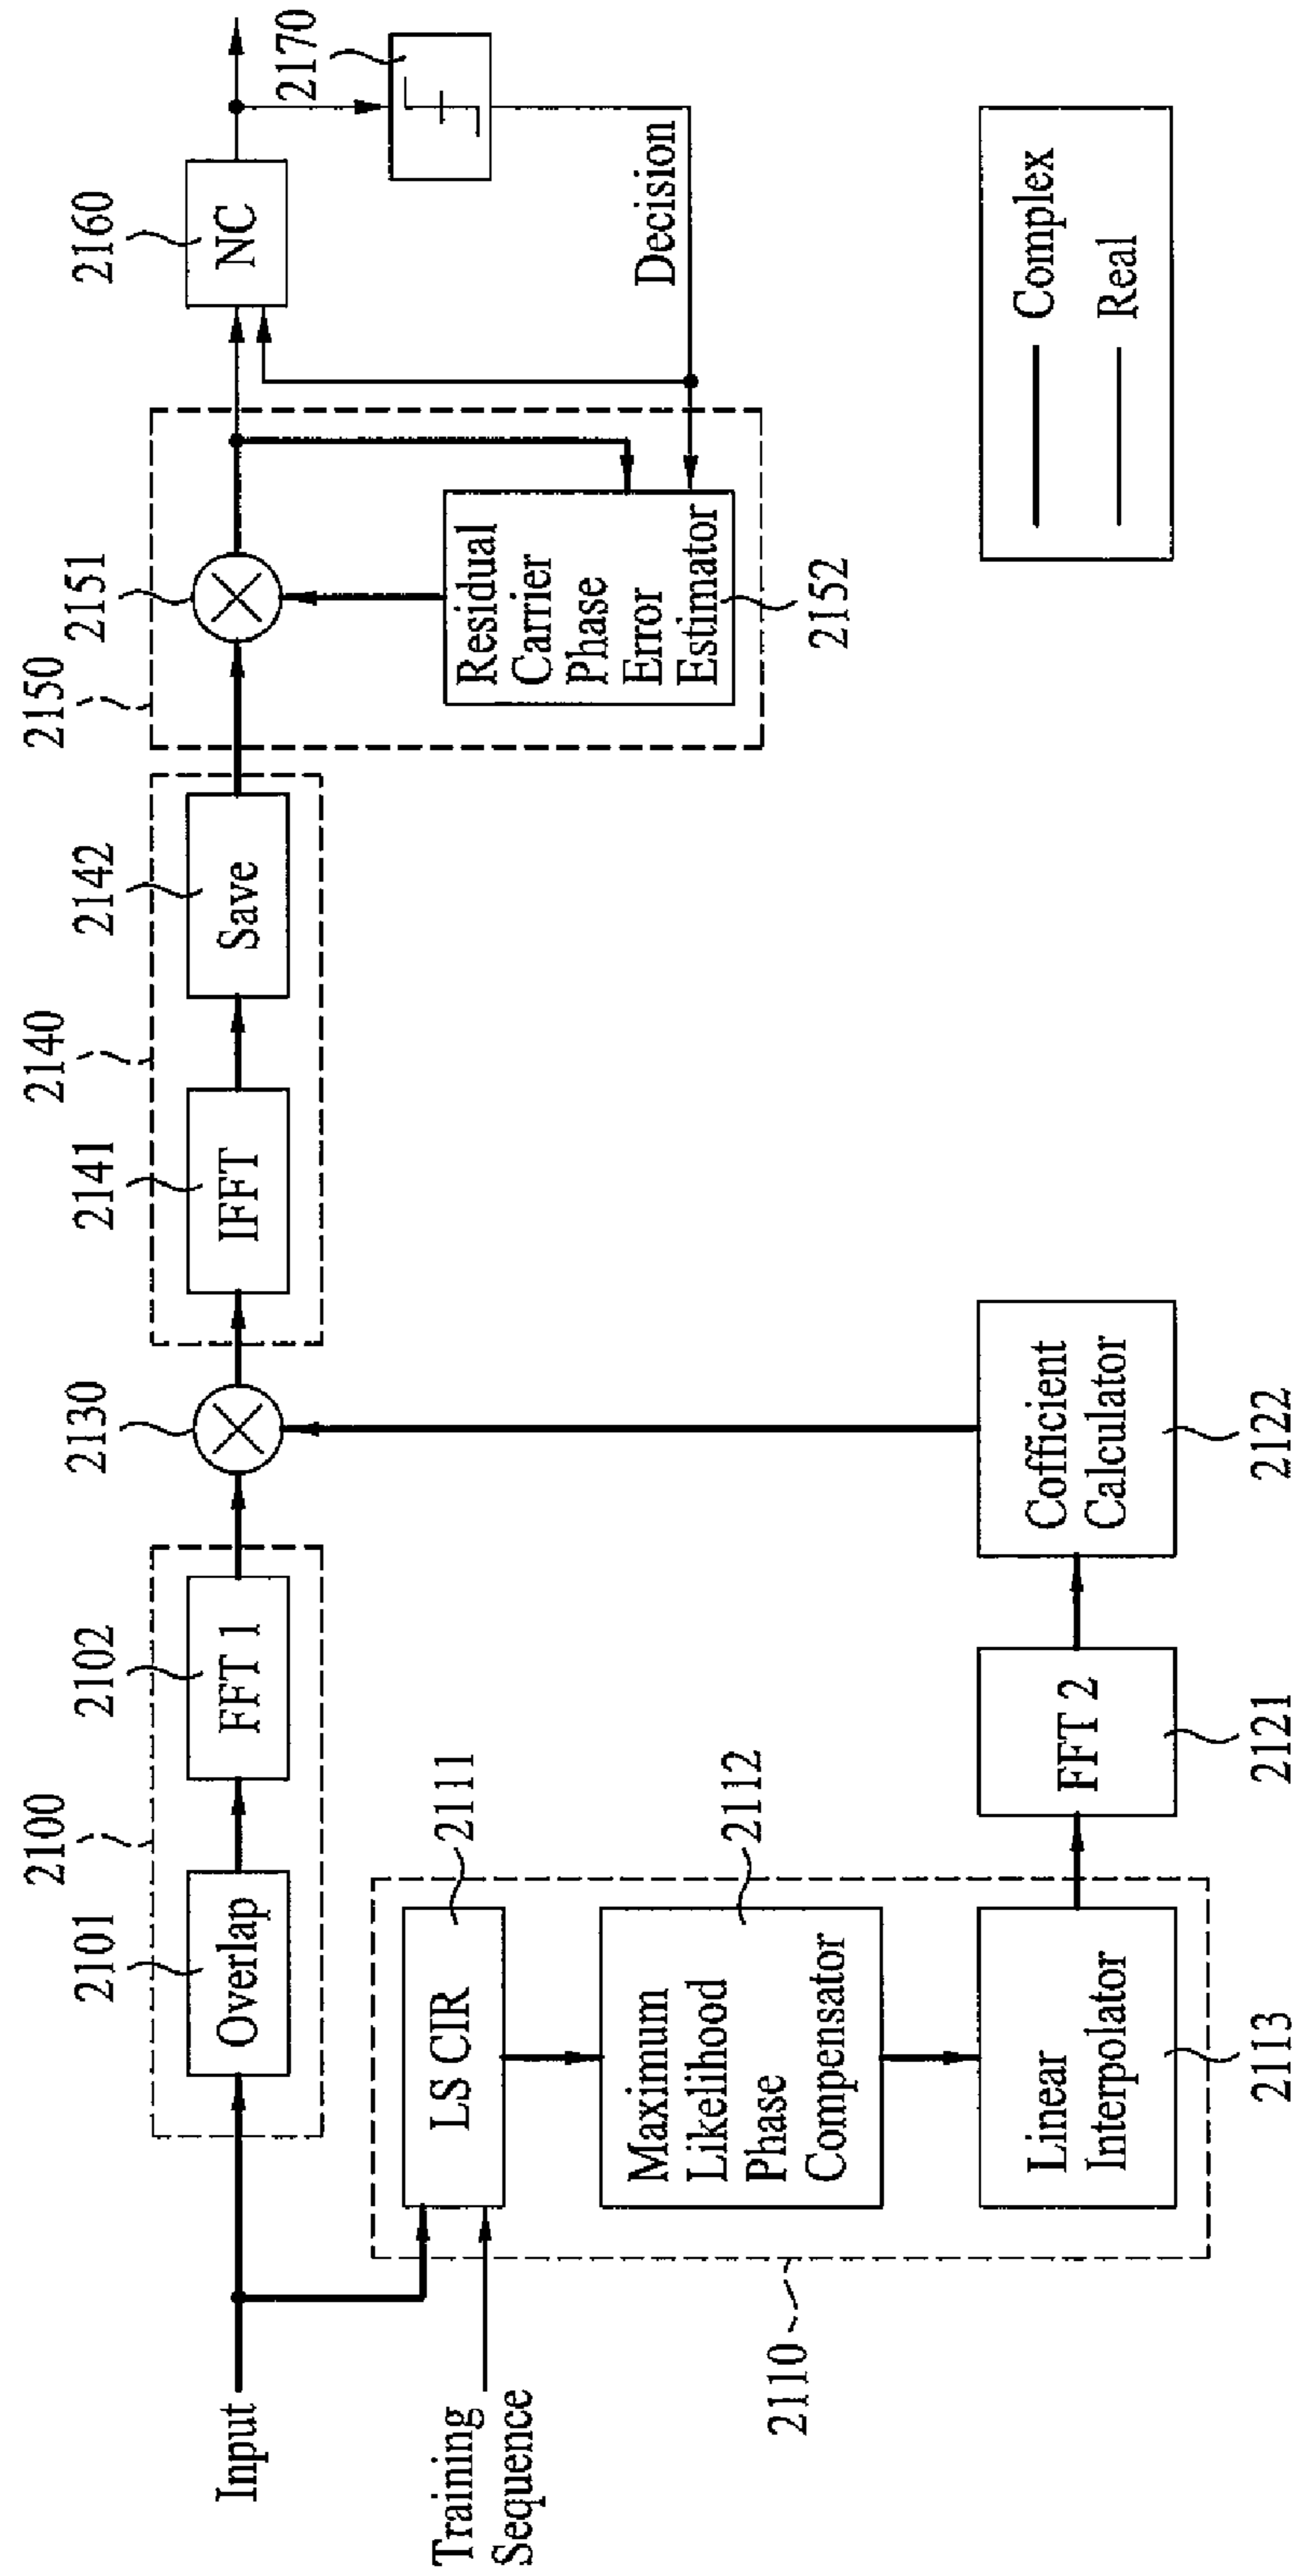 2100
2101
Overlap
2102
FFT 1
2130
2140
2141
IFFT
2142
Save
2150
2151
2160
NC
2170
Input
Training
Sequence
2110
LS CIR
2111
Maximum
Likelihood
Phase
Compensator
2112
Linear
Interpolator
2113
FFT 2
2121
Cofficient
Calculator
2122
Residual
Carrier
Phase
Error
Estimator
2152
Decision
Complex
Real